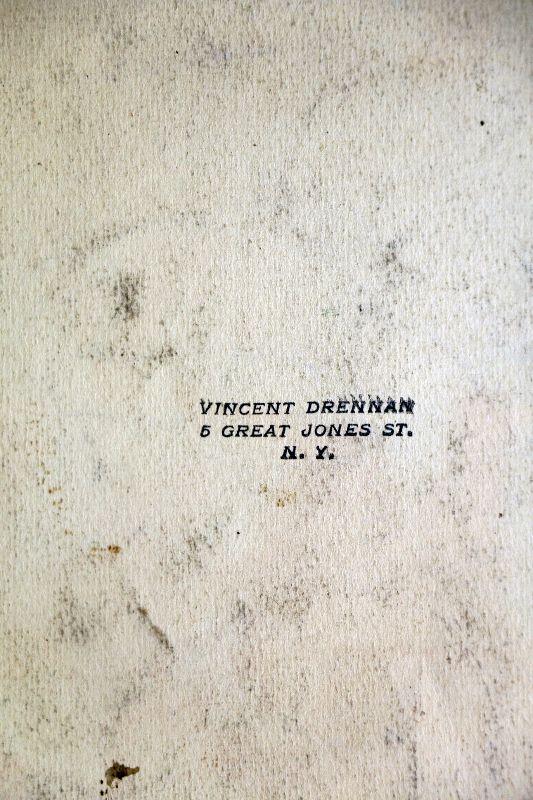 VINCENT DRENNAN
5 GREAT JONES ST.
N. Y.